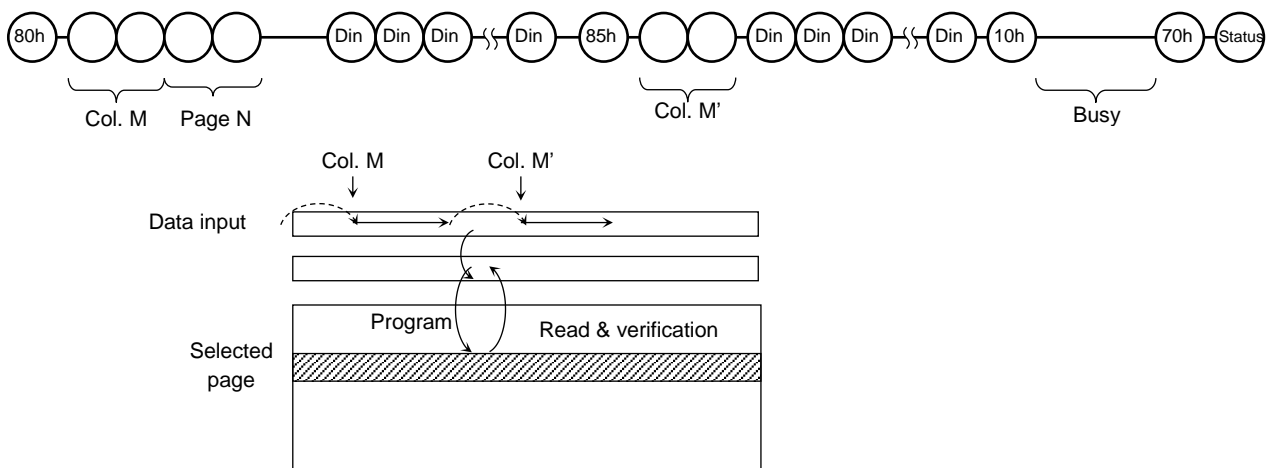 80h Din Din Din Din 85h Din Din Din Din 10h 70h Status
Col. M Page N Col. M’ Busy
Col. M Col. M’
Data input
Program Read & verification
Selected
page